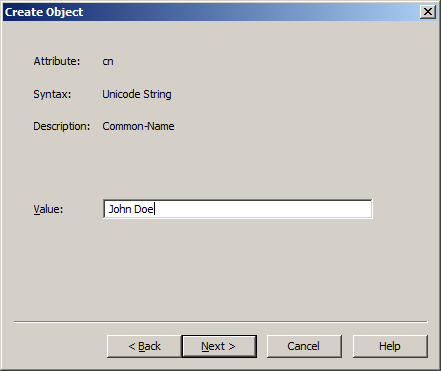 Create Object
Attribute: cn
Syntax: Unicode String
Description: Common-Name
Value: John Doe
< Back Next > Cancel Help